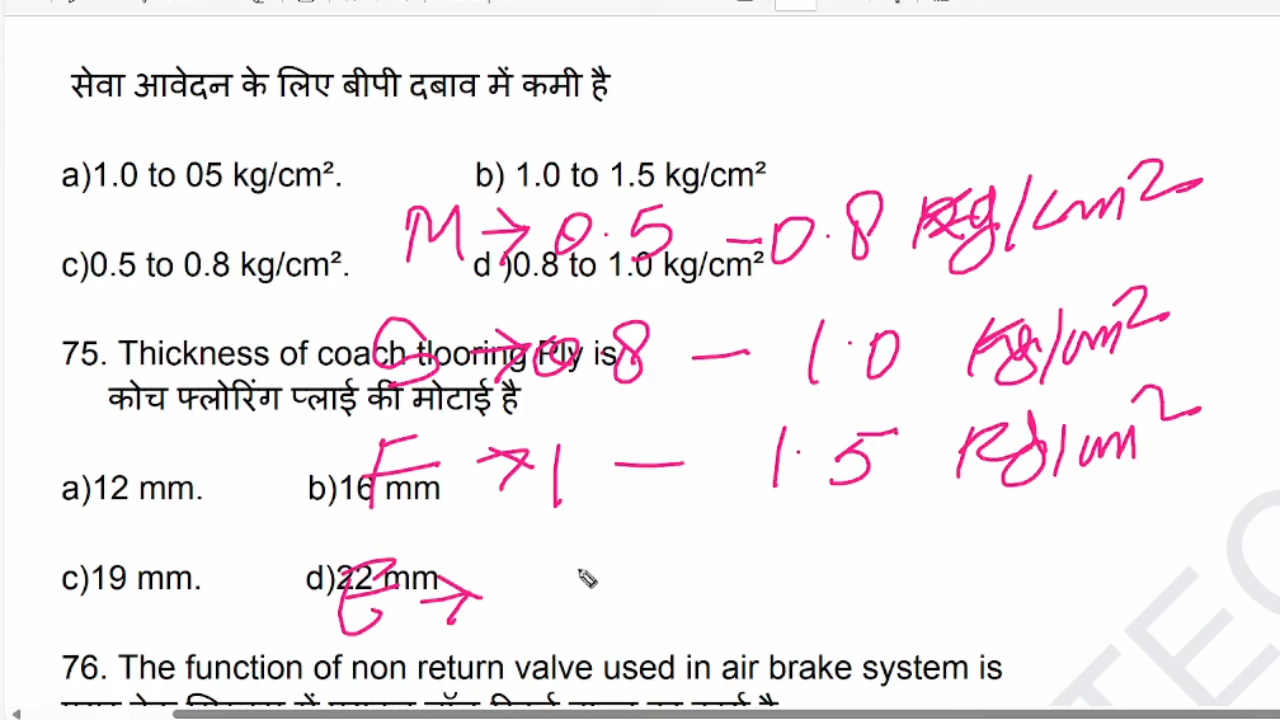 सेवा आवेदन के लिए बीपी दबाव में कमी है
a)1.0 to 05 kg/cm². b) 1.0 to 1.5 kg/cm²
M → 0.5 - 0.8 kg/cm²
c)0.5 to 0.8 kg/cm². d )0.8 to 1.0 kg/cm²
75. Thickness of coach flooring Ply is
S → 0.8 - 1.0 kg/cm²
कोच फ्लोरिंग प्लाई की मोटाई है
F → 1 - 1.5 kg/cm²
a)12 mm. b)16 mm
c)19 mm. d)22 mm
E →
76. The function of non return valve used in air brake system is
TEC